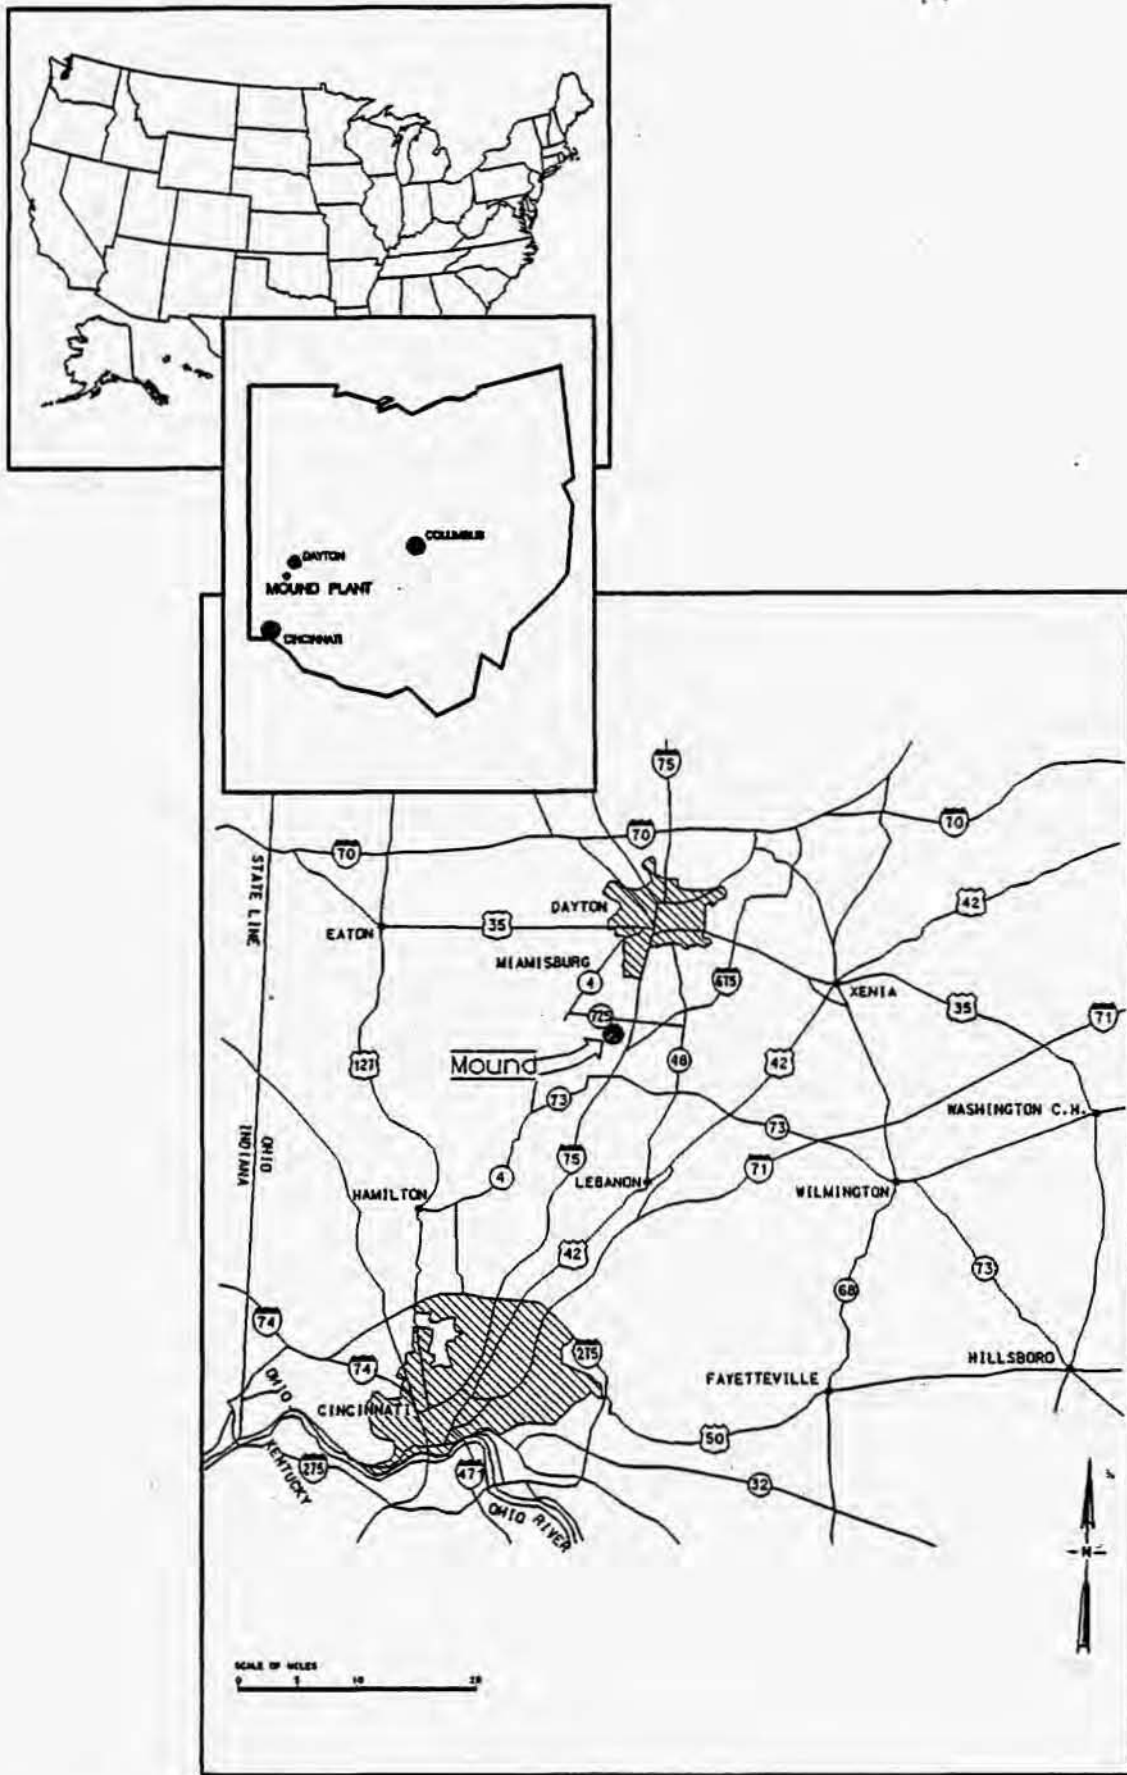 COLUMBUS
DAYTON
MOUND PLANT
CINCINNATI
75
70
70
70
STATE LINE
DAYTON
42
EATON
35
MIAMISBURG
4
675
XENIA
35
71
725
Mound
127
48
42
73
WASHINGTON C.H.
73
OHIO
INDIANA
75
71
4
LEBANON
HAMILTON
WILMINGTON
42
73
68
74
275
HILLSBORO
74
FAYETTEVILLE
OHIO
CINCINNATI
50
KENTUCKY
275
471
32
OHIO RIVER
N
SCALE OF MILES
0 5 10 20